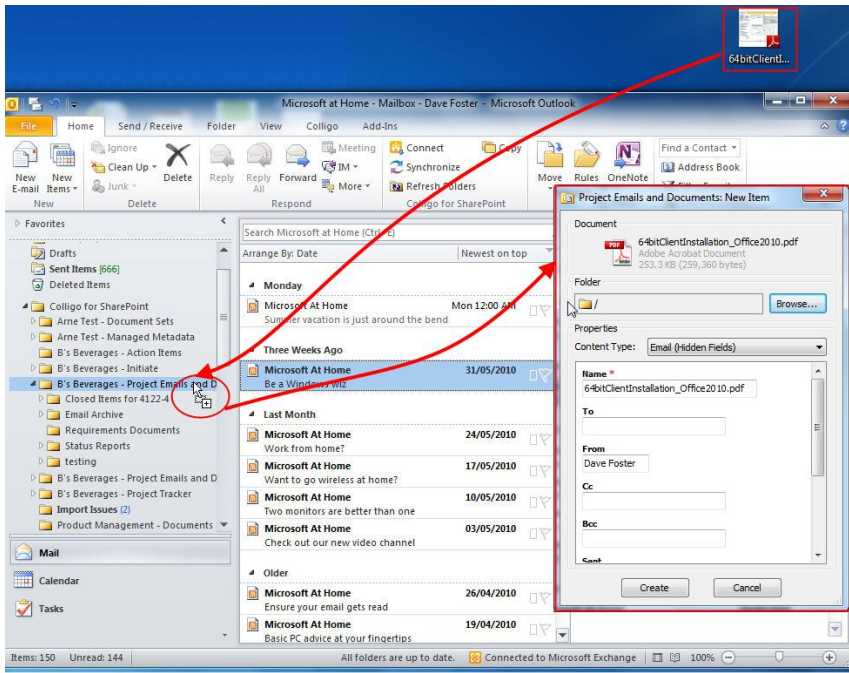 64bitClientI...
Microsoft at Home - Mailbox - Dave Foster - Microsoft Outlook
File Home Send / Receive Folder View Colligo Add-Ins
New E-mail
New Items
New
Ignore
Clean Up
Junk
Delete
Delete
Reply
Reply All
Forward
Meeting
IM
More
Respond
Connect
Synchronize
Refresh Folders
Copy
Colligo for SharePoint
Move
Rules
OneNote
Find a Contact
Address Book
Favorites
Drafts
Sent Items [666]
Deleted Items
Colligo for SharePoint
Arne Test - Document Sets
Arne Test - Managed Metadata
B's Beverages - Action Items
B's Beverages - Initiate
B's Beverages - Project Emails and D
Closed Items for 4122-4
Email Archive
Requirements Documents
Status Reports
testing
B's Beverages - Project Emails and D
B's Beverages - Project Tracker
Import Issues (2)
Product Management - Documents
Mail
Calendar
Tasks
Search Microsoft at Home (Ctrl+E)
Arrange By: Date Newest on top
Monday
Microsoft At Home Mon 12:00 AM
Summer vacation is just around the bend
Three Weeks Ago
Microsoft At Home 31/05/2010
Be a Windows wiz
Last Month
Microsoft At Home 24/05/2010
Work from home?
Microsoft At Home 17/05/2010
Want to go wireless at home?
Microsoft At Home 10/05/2010
Two monitors are better than one
Microsoft At Home 03/05/2010
Check out our new video channel
Older
Microsoft At Home 26/04/2010
Ensure your email gets read
Microsoft At Home 19/04/2010
Basic PC advice at your fingertips
Project Emails and Documents: New Item
Document
PDF
Adobe
64bitClientInstallation_Office2010.pdf
Adobe Acrobat Document
253.3 KB (259,360 bytes)
Folder
/
Browse...
Properties
Content Type: Email (Hidden Fields)
Name *
64bitClientInstallation_Office2010.pdf
To
From
Dave Foster
Cc
Bcc
Sent
Create Cancel
Items: 150 Unread: 144 All folders are up to date. Connected to Microsoft Exchange 100%